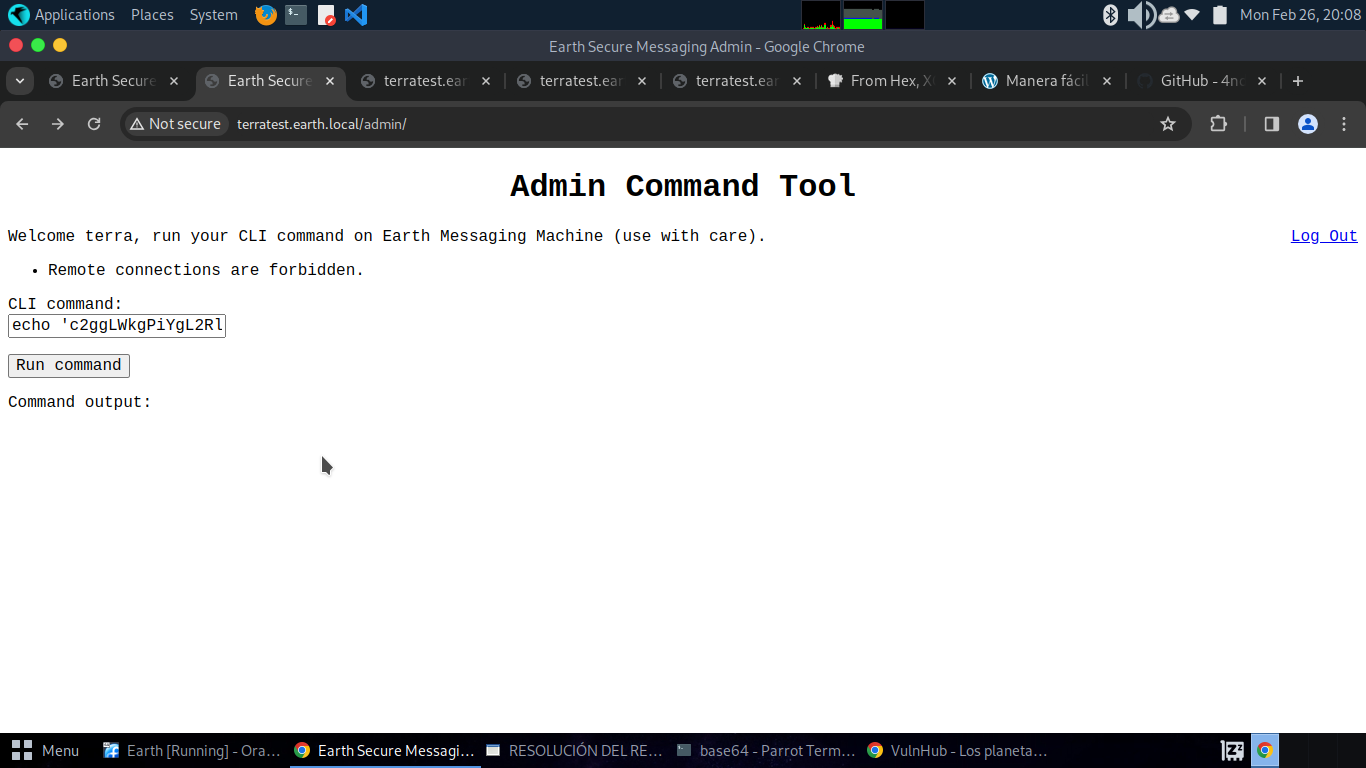 Applications Places System Mon Feb 26, 20:08
Earth Secure Messaging Admin - Google Chrome
Earth Secure Earth Secure terratest.ear terratest.ear terratest.ear From Hex, XO Manera fácil GitHub - 4nd
Not secure terratest.earth.local/admin/
Admin Command Tool
Welcome terra, run your CLI command on Earth Messaging Machine (use with care). Log Out
• Remote connections are forbidden.
CLI command:
echo 'c2ggLWkgPiYgL2Rl
Run command
Command output:
Menu Earth [Running] - Ora... Earth Secure Messagi... RESOLUCIÓN DEL RE... base64 - Parrot Term... VulnHub - Los planeta...